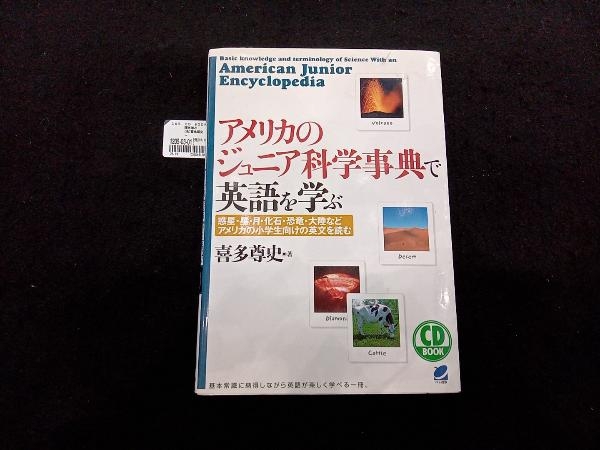 Basic knowledge and terminology of Science With an
American Junior
Encyclopedia
Volcano
アメリカの
ジュニア科学事典で
英語を学ぶ
惑星・星・月・化石・恐竜・大陸など
アメリカの小学生向けの英文を読む
喜多尊史・著
Desert
Diamond
Cattle
CD
BOOK
基本常識に納得しながら英語が楽しく学べる一冊。